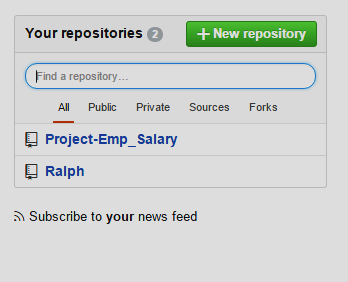 Your repositories 2 + New repository
Find a repository...
All Public Private Sources Forks
Project-Emp_Salary
Ralph
Subscribe to your news feed